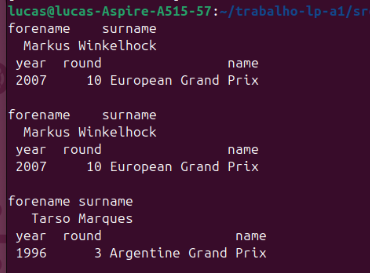 lucas@lucas-Aspire-A515-57:~/trabalho-lp-a1/sr
forename surname
Markus Winkelhock
year round name
2007 10 European Grand Prix
forename surname
Markus Winkelhock
year round name
2007 10 European Grand Prix
forename surname
Tarso Marques
year round name
1996 3 Argentine Grand Prix